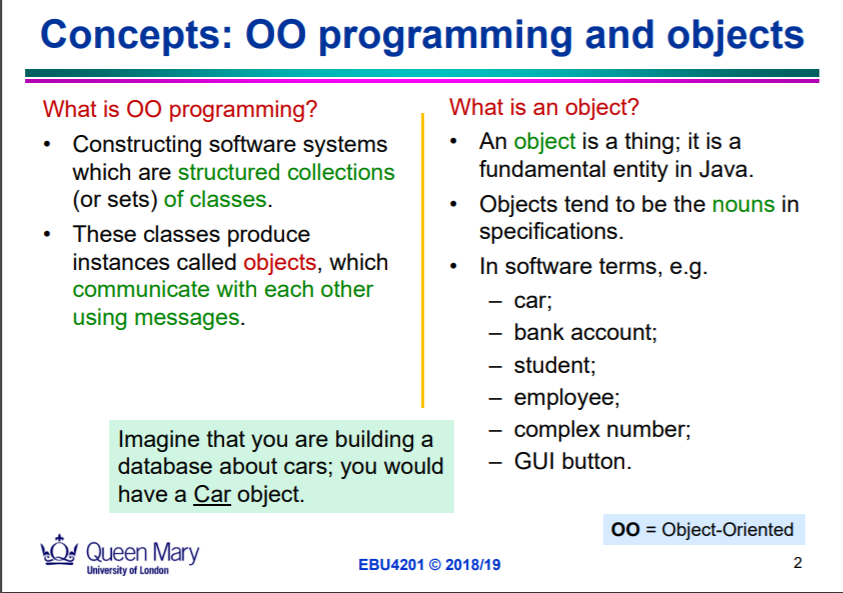 Concepts: OO programming and objects
What is OO programming?
• Constructing software systems
which are structured collections
(or sets) of classes.
• These classes produce
instances called objects, which
communicate with each other
using messages.
Imagine that you are building a
database about cars; you would
have a Car object.
What is an object?
• An object is a thing; it is a
fundamental entity in Java.
• Objects tend to be the nouns in
specifications.
• In software terms, e.g.
– car;
– bank account;
– student;
– employee;
– complex number;
– GUI button.
OO = Object-Oriented
Queen Mary
University of London
EBU4201 © 2018/19
2